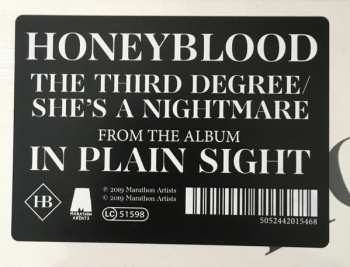 HONEYBLOOD
THE THIRD DEGREE/
SHE'S A NIGHTMARE
FROM THE ALBUM
IN PLAIN SIGHT
HB
MARATHON
ARTISTS
℗ 2019 Marathon Artists
© 2019 Marathon Artists
LC 51598
5052442015468